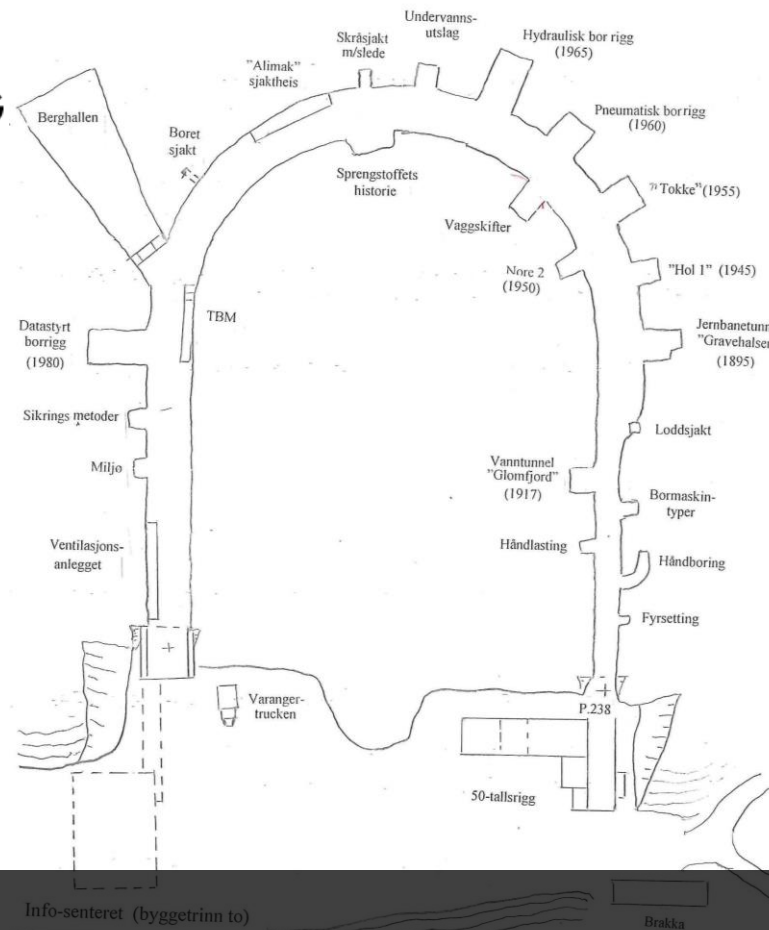 Undervanns-
utslag
Skråsjakt
m/slede
Hydraulisk bor rigg
(1965)
"Alimak"
sjaktheis
Berghallen
Boret
sjakt
Pneumatisk borrigg
(1960)
Sprengstoffets
historie
"Tokke" (1955)
Vaggskifter
Nore 2
(1950)
"Hol 1" (1945)
TBM
Datastyrt
borrigg
(1980)
Jernbanetunn
"Gravehalsen
(1895)
Sikrings metoder
Loddsjakt
Miljø
Vanntunnel
"Glomfjord"
(1917)
Bormaskin-
typer
Ventilasjons-
anlegget
Håndlasting
Håndboring
Fyrsetting
Varanger-
trucken
P.238
50-tallsrigg
Info-senteret (byggetrinn to)
Brakka